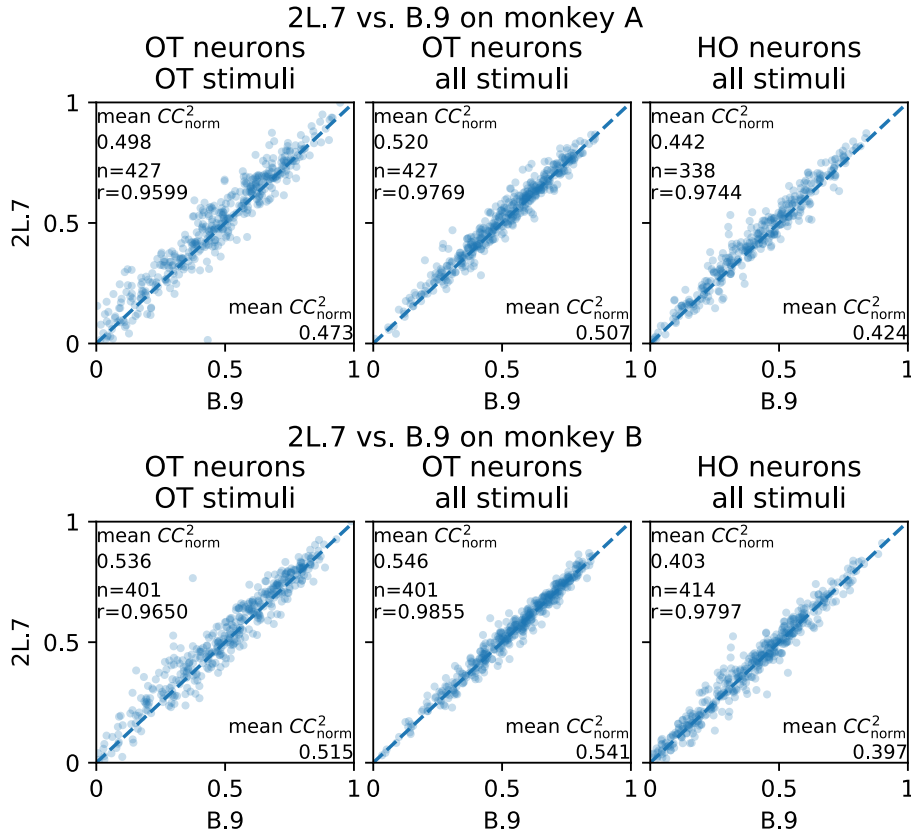 2L.7 vs. B.9 on monkey A
OT neurons
OT stimuli
OT neurons
all stimuli
HO neurons
all stimuli
2L.7
1
0.5
0
mean CC²norm
0.498
n=427
r=0.9599
mean CC²norm
0.473
0
0.5
1
B.9
mean CC²norm
0.520
n=427
r=0.9769
mean CC²norm
0.507
0
0.5
1
B.9
mean CC²norm
0.442
n=338
r=0.9744
mean CC²norm
0.424
0
0.5
1
B.9
2L.7 vs. B.9 on monkey B
OT neurons
OT stimuli
OT neurons
all stimuli
HO neurons
all stimuli
2L.7
1
0.5
0
mean CC²norm
0.536
n=401
r=0.9650
mean CC²norm
0.515
0
0.5
1
B.9
mean CC²norm
0.546
n=401
r=0.9855
mean CC²norm
0.541
0
0.5
1
B.9
mean CC²norm
0.403
n=414
r=0.9797
mean CC²norm
0.397
0
0.5
1
B.9